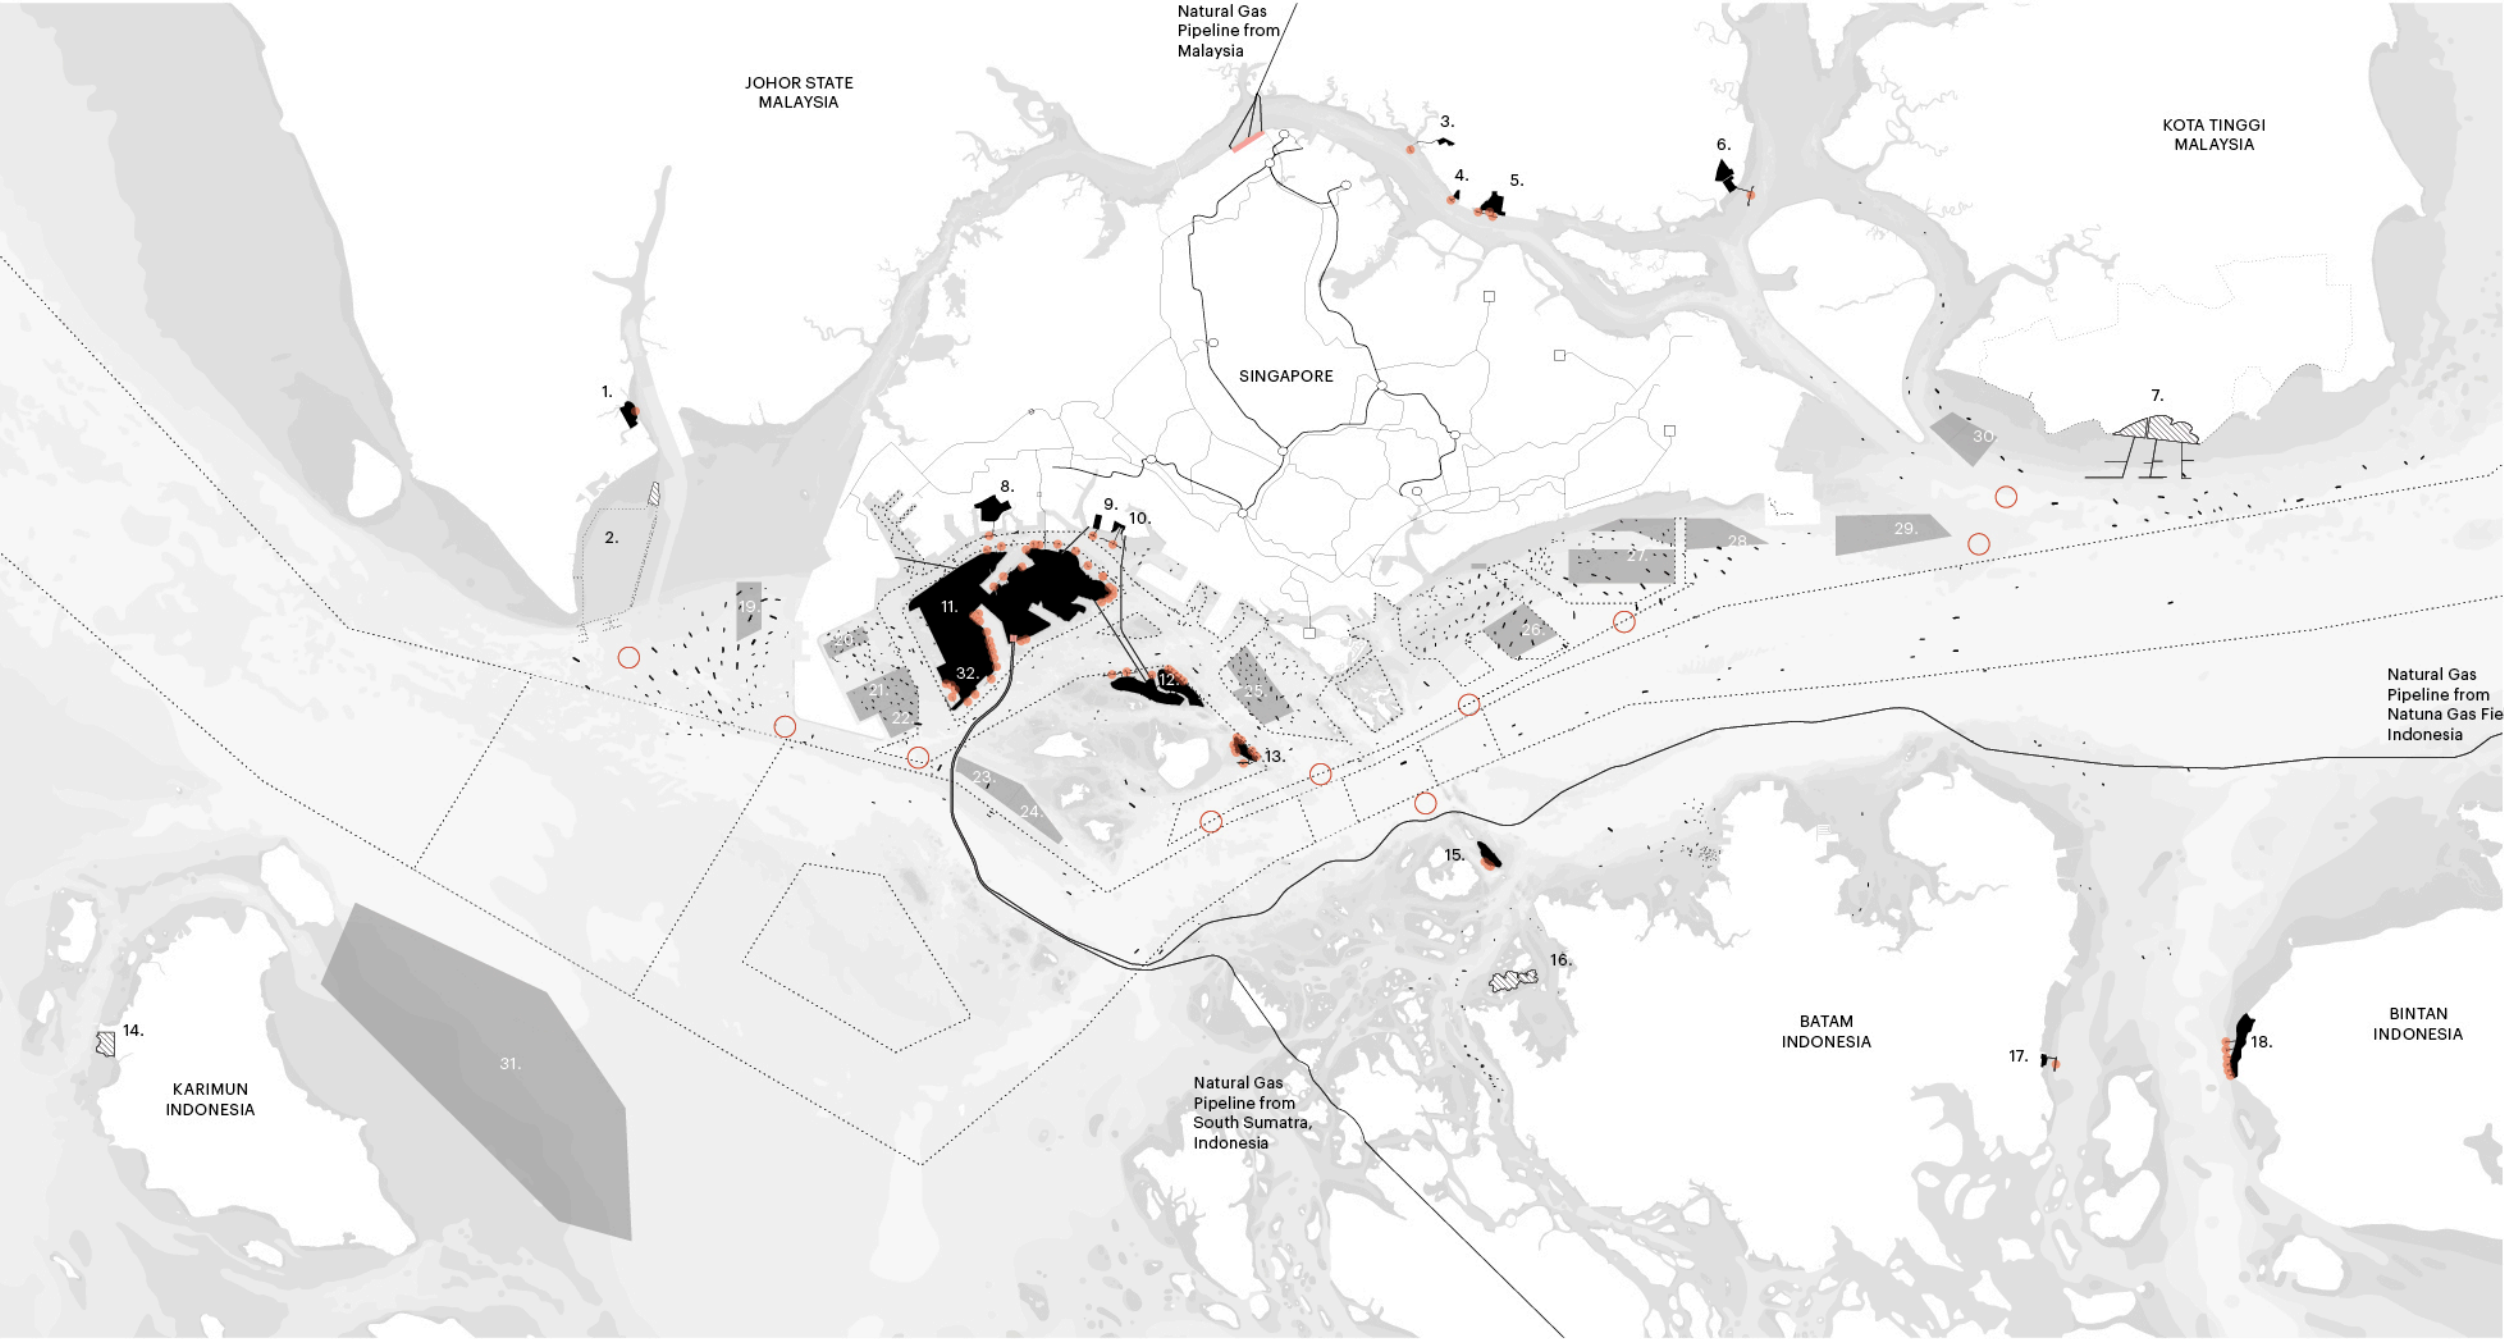 Natural Gas
Pipeline from
Malaysia
JOHOR STATE
MALAYSIA
KOTA TINGGI
MALAYSIA
3.
6.
4.
5.
SINGAPORE
1.
7.
30.
8.
9.
10.
2.
29.
28.
27.
11.
19.
20.
26.
32.
12.
21.
25.
22.
Natural Gas
Pipeline from
Natuna Gas Fie
Indonesia
13.
23.
24.
15.
16.
14.
31.
BATAM
INDONESIA
BINTAN
INDONESIA
17.
18.
KARIMUN
INDONESIA
Natural Gas
Pipeline from
South Sumatra,
Indonesia